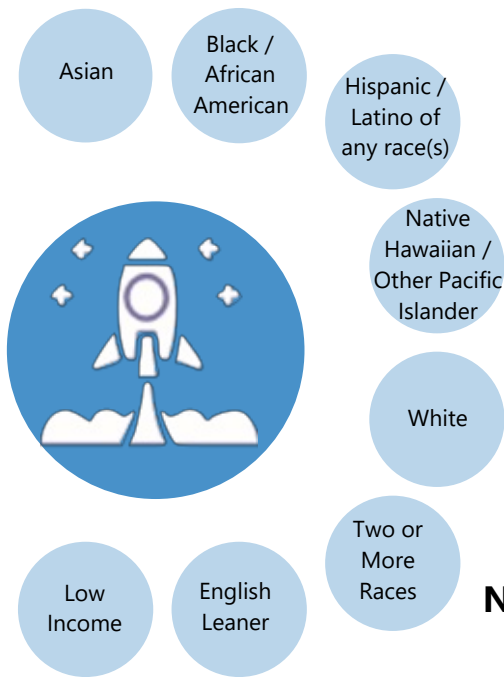 Asian
Black /
African
American
Hispanic /
Latino of
any race(s)
Native
Hawaiian /
Other Pacific
Islander
White
Two or
More
Races
English
Leaner
Low
Income
N